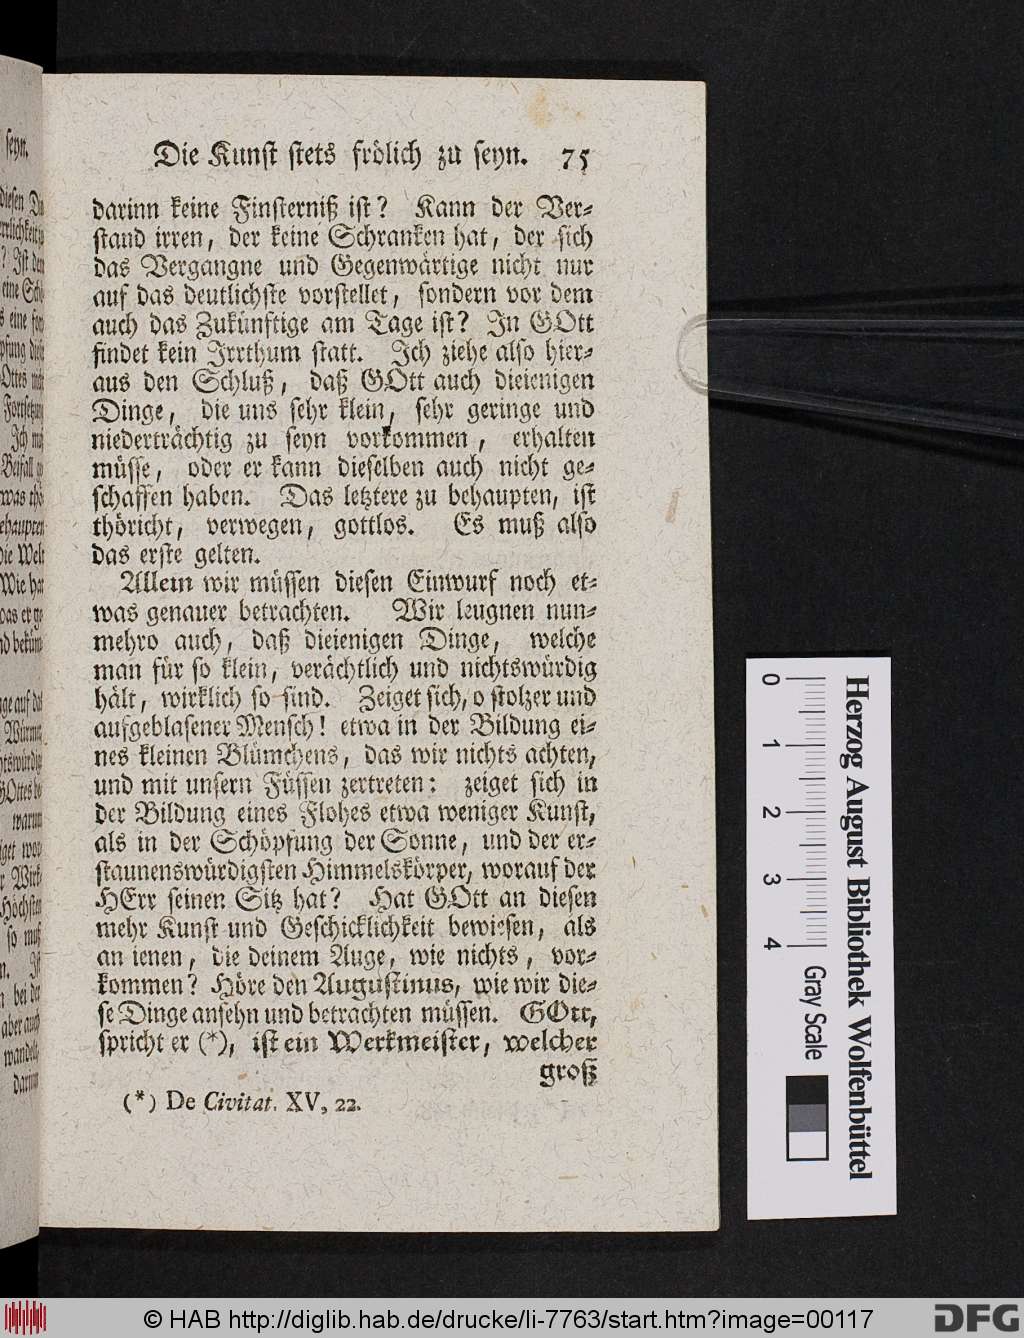 Die Kunst stets frölich zu seyn. 75
darinn keine Finsterniß ist? Kann der Ver-
stand irren, der keine Schranken hat, der sich
das Vergangne und Gegenwärtige nicht nur
auf das deutlichste vorstellet, sondern vor dem
auch das Zukünftige am Tage ist? In GOtt
findet kein Irrthum statt. Ich ziehe also hier-
aus den Schluß, daß GOtt auch dieienigen
Dinge, die uns sehr klein, sehr geringe und
niederträchtig zu seyn vorkommen, erhalten
müsse, oder er kann dieselben auch nicht ge-
schaffen haben. Das letztere zu behaupten, ist
thöricht, verwegen, gottlos. Es muß also
das erste gelten.
Allein wir müssen diesen Einwurf noch et-
was genauer betrachten. Wir leugnen nun-
mehro auch, daß dieienigen Dinge, welche
man für so klein, verächtlich und nichtswürdig
hält, wirklich so sind. Zeiget sich, o stolzer und
aufgeblasener Mensch! etwa in der Bildung ei-
nes kleinen Blümchens, das wir nichts achten,
und mit unsern Füssen zertreten: zeiget sich in
der Bildung eines Flohes etwa weniger Kunst,
als in der Schöpfung der Sonne, und der er-
staunenswürdigsten Himmelskörper, worauf der
HErr seinen Sitz hat? Hat GOtt an diesen
mehr Kunst und Geschicklichkeit bewiesen, als
an ienen, die deinem Auge, wie nichts, vor-
kommen? Höre den Augustinus, wie wir die-
se Dinge ansehn und betrachten müssen. GOtt,
spricht er (*), ist ein Werkmeister, welcher
groß
(*) De Civitat. XV, 22.
seyn.
0 1 2 3 4
Gray Scale
Herzog August Bibliothek Wolfenbüttel
© HAB http://diglib.hab.de/drucke/li-7763/start.htm?image=00117
DFG